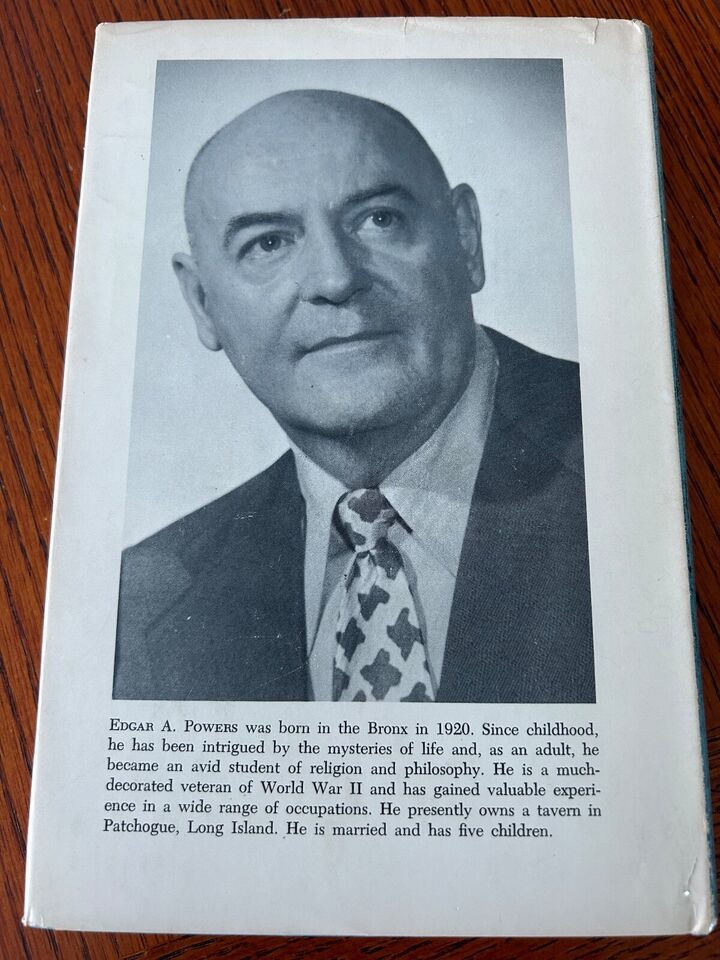 EDGAR A. POWERS was born in the Bronx in 1920. Since childhood,
he has been intrigued by the mysteries of life and, as an adult, he
became an avid student of religion and philosophy. He is a much-
decorated veteran of World War II and has gained valuable experi-
ence in a wide range of occupations. He presently owns a tavern in
Patchogue, Long Island. He is married and has five children.